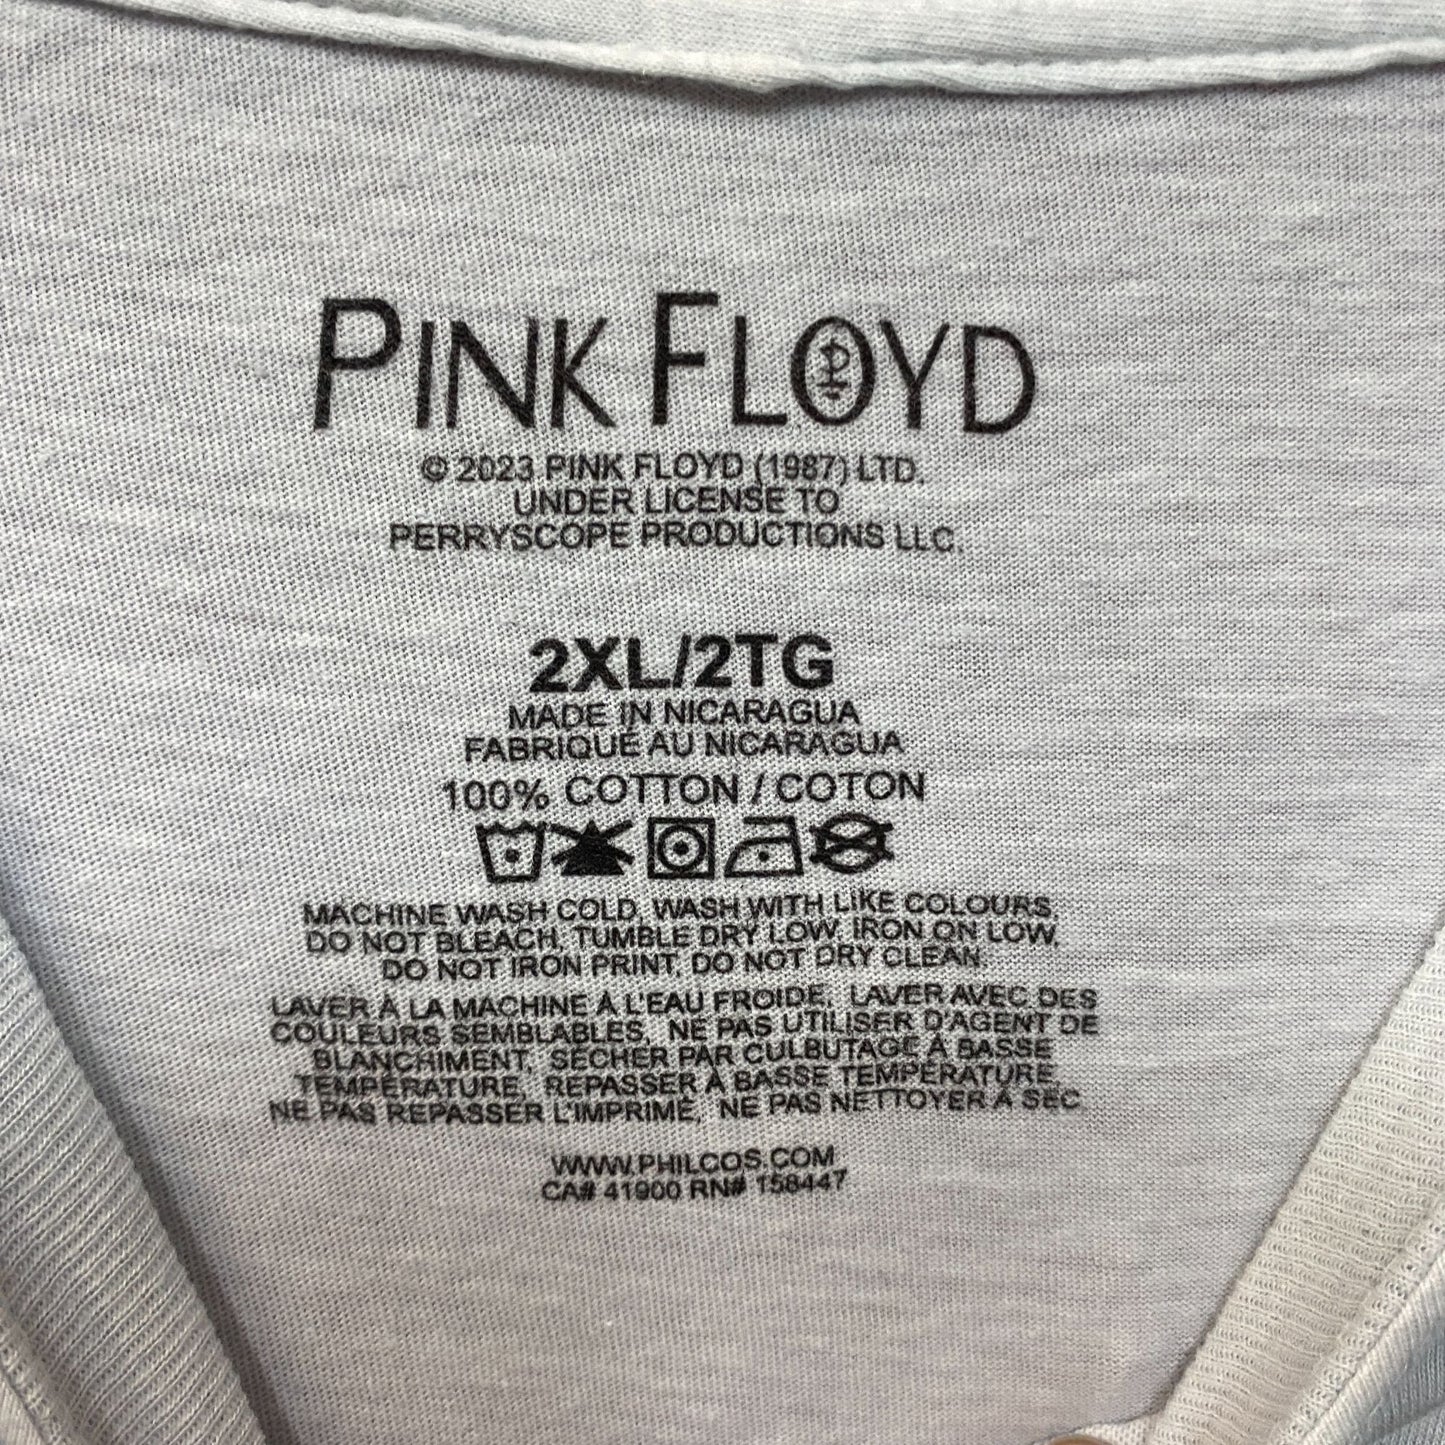 PINK FLOYD
© 2023 PINK FLOYD (1987) LTD.
UNDER LICENSE TO
PERRYSCOPE PRODUCTIONS LLC.
2XL/2TG
MADE IN NICARAGUA
FABRIQUÉ AU NICARAGUA
100% COTTON / COTON
MACHINE WASH COLD, WASH WITH LIKE COLOURS,
DO NOT BLEACH, TUMBLE DRY LOW, IRON ON LOW,
DO NOT IRON PRINT, DO NOT DRY CLEAN.
LAVER À LA MACHINE À L'EAU FROIDE, LAVER AVEC DES
COULEURS SEMBLABLES, NE PAS UTILISER D'AGENT DE
BLANCHIMENT, SÉCHER PAR CULBUTAGE À BASSE
TEMPÉRATURE, REPASSER À BASSE TEMPÉRATURE,
NE PAS REPASSER L'IMPRIMÉ, NE PAS NETTOYER À SEC
WWW.PHILCOS.COM
CA# 41900 RN# 158447